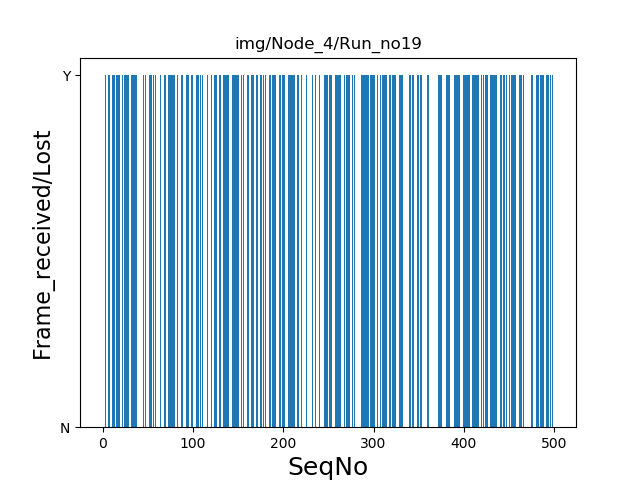 img/Node_4/Run_no19
Y
Frame_received/Lost
N
0 100 200 300 400 500
SeqNo